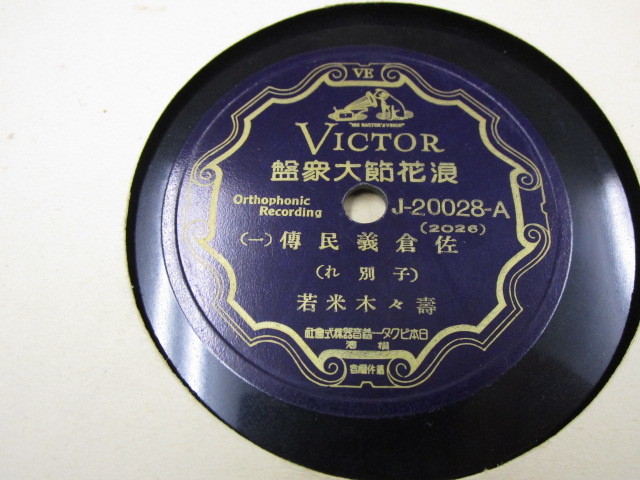 VE
"HIS MASTER'S VOICE"
VICTOR
盤衆大節花浪
Orthophonic
Recording
J-20028-A
(2026)
(一)傳民義倉佐
(れ別子)
若米木々壽
社會式株器音蓄ータクビ本日
濱横